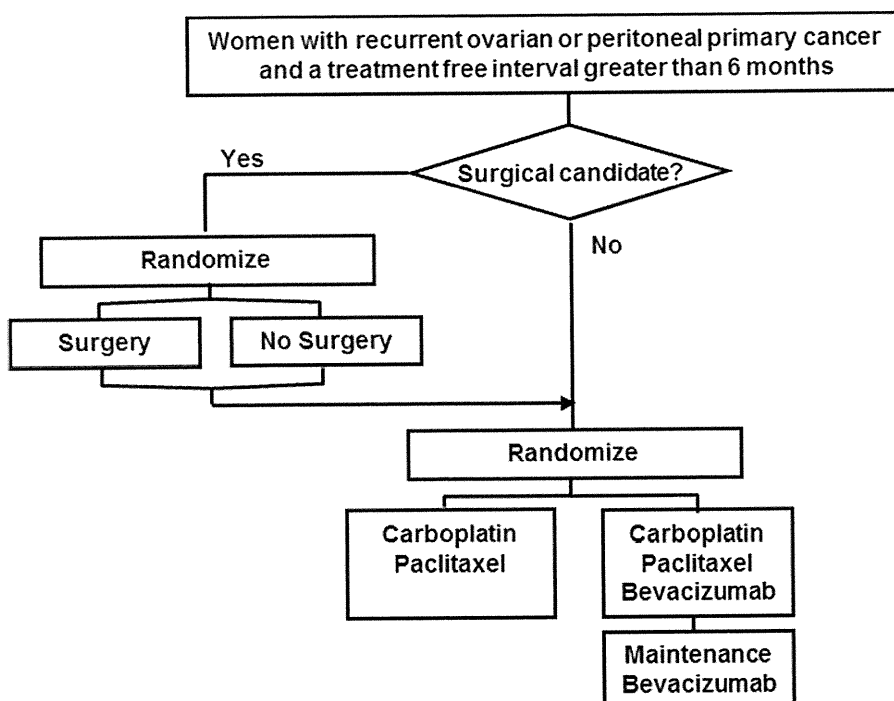 Women with recurrent ovarian or peritoneal primary cancer
and a treatment free interval greater than 6 months
Yes
Surgical candidate?
No
Randomize
Surgery
No Surgery
Randomize
Carboplatin
Paclitaxel
Carboplatin
Paclitaxel
Bevacizumab
Maintenance
Bevacizumab